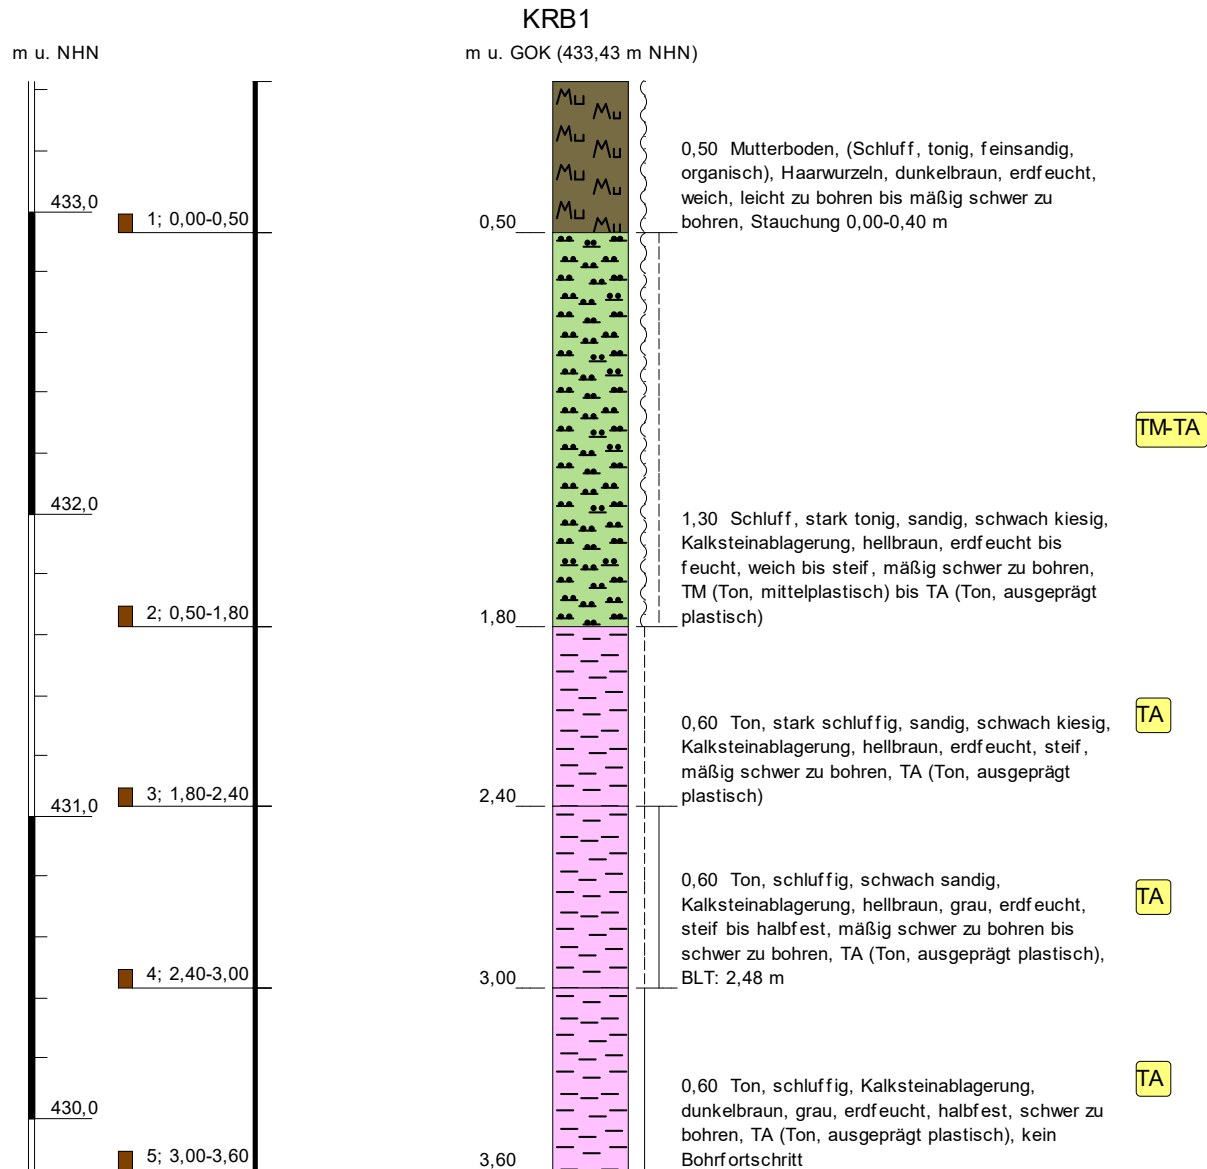 KRB1
m u. NHN
m u. GOK (433,43 m NHN)
Mu
Mu
Mu
Mu
Mu
Mu
Mu
Mu
0,50 Mutterboden, (Schluff, tonig, feinsandig,
organisch), Haarwurzeln, dunkelbraun, erdfeucht,
weich, leicht zu bohren bis mäßig schwer zu
bohren, Stauchung 0,00-0,40 m
433,0
1; 0,00-0,50
0,50
TM-TA
432,0
1,30 Schluff, stark tonig, sandig, schwach kiesig,
Kalksteinablagerung, hellbraun, erdfeucht bis
feucht, weich bis steif, mäßig schwer zu bohren,
TM (Ton, mittelplastisch) bis TA (Ton, ausgeprägt
plastisch)
2; 0,50-1,80
1,80
TA
0,60 Ton, stark schluffig, sandig, schwach kiesig,
Kalksteinablagerung, hellbraun, erdfeucht, steif,
mäßig schwer zu bohren, TA (Ton, ausgeprägt
plastisch)
3; 1,80-2,40
2,40
431,0
0,60 Ton, schluffig, schwach sandig,
Kalksteinablagerung, hellbraun, grau, erdfeucht,
steif bis halbfest, mäßig schwer zu bohren bis
schwer zu bohren, TA (Ton, ausgeprägt plastisch),
BLT: 2,48 m
TA
4; 2,40-3,00
3,00
TA
0,60 Ton, schluffig, Kalksteinablagerung,
dunkelbraun, grau, erdfeucht, halbfest, schwer zu
bohren, TA (Ton, ausgeprägt plastisch), kein
Bohrfortschritt
430,0
5; 3,00-3,60
3,60